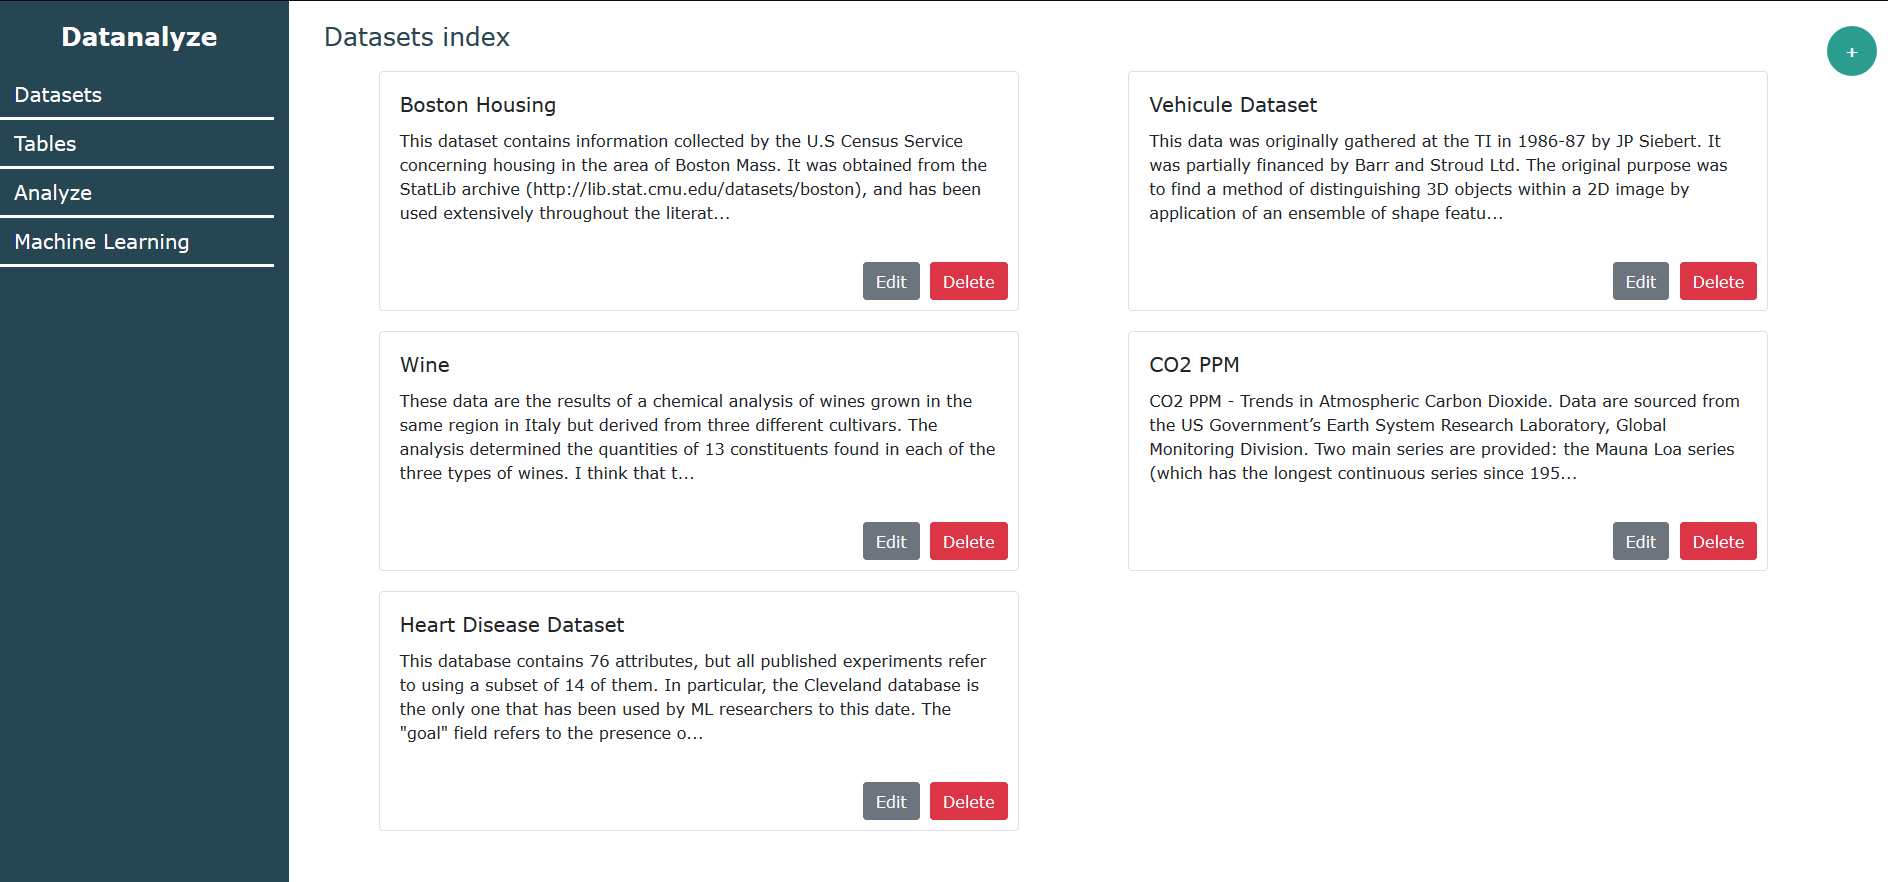 Datanalyze
Datasets
Tables
Analyze
Machine Learning
Datasets index
+
Boston Housing
This dataset contains information collected by the U.S Census Service
concerning housing in the area of Boston Mass. It was obtained from the
StatLib archive (http://lib.stat.cmu.edu/datasets/boston), and has been
used extensively throughout the literat...
Edit
Delete
Vehicule Dataset
This data was originally gathered at the TI in 1986-87 by JP Siebert. It
was partially financed by Barr and Stroud Ltd. The original purpose was
to find a method of distinguishing 3D objects within a 2D image by
application of an ensemble of shape featu...
Edit
Delete
Wine
These data are the results of a chemical analysis of wines grown in the
same region in Italy but derived from three different cultivars. The
analysis determined the quantities of 13 constituents found in each of the
three types of wines. I think that t...
Edit
Delete
CO2 PPM
CO2 PPM - Trends in Atmospheric Carbon Dioxide. Data are sourced from
the US Government’s Earth System Research Laboratory, Global
Monitoring Division. Two main series are provided: the Mauna Loa series
(which has the longest continuous series since 195...
Edit
Delete
Heart Disease Dataset
This database contains 76 attributes, but all published experiments refer
to using a subset of 14 of them. In particular, the Cleveland database is
the only one that has been used by ML researchers to this date. The
"goal" field refers to the presence o...
Edit
Delete